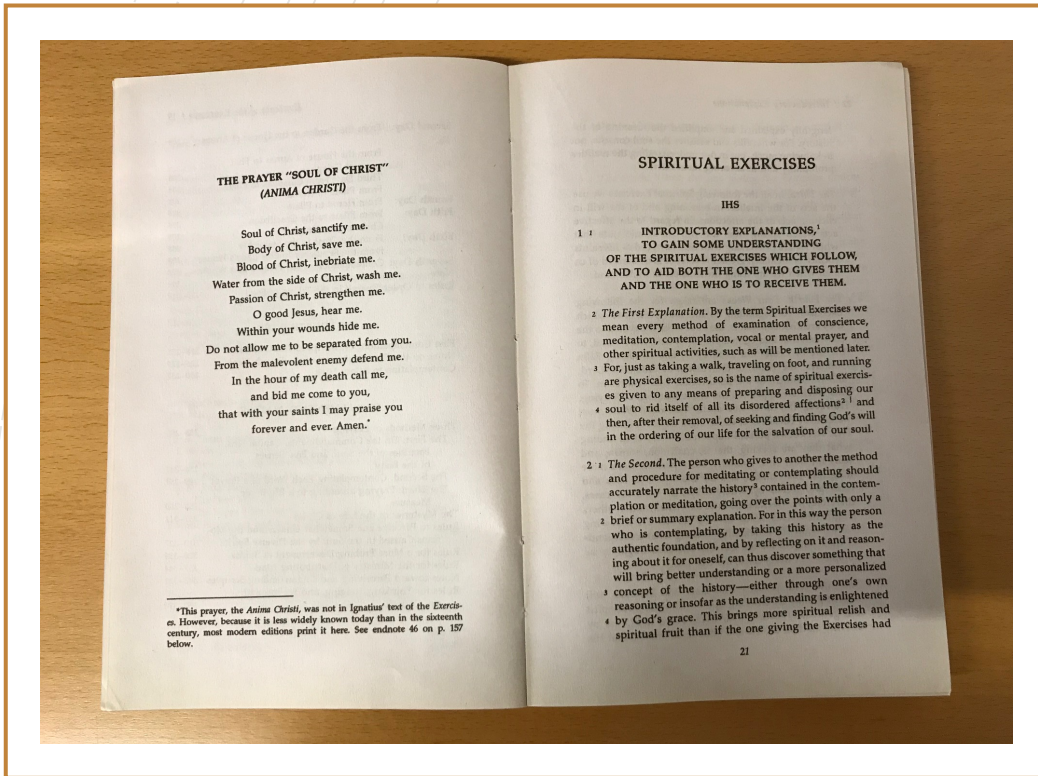 THE PRAYER "SOUL OF CHRIST"
(ANIMA CHRISTI)
Soul of Christ, sanctify me.
Body of Christ, save me.
Blood of Christ, inebriate me.
Water from the side of Christ, wash me.
Passion of Christ, strengthen me.
O good Jesus, hear me.
Within your wounds hide me.
Do not allow me to be separated from you.
From the malevolent enemy defend me.
In the hour of my death call me,
and bid me come to you,
that with your saints I may praise you
forever and ever. Amen.*
*This prayer, the Anima Christi, was not in Ignatius' text of the Exercis-
es. However, because it is less widely known today than in the sixteenth
century, most modern editions print it here. See endnote 46 on p. 157
below.
SPIRITUAL EXERCISES
IHS
1 1 INTRODUCTORY EXPLANATIONS,1
TO GAIN SOME UNDERSTANDING
OF THE SPIRITUAL EXERCISES WHICH FOLLOW,
AND TO AID BOTH THE ONE WHO GIVES THEM
AND THE ONE WHO IS TO RECEIVE THEM.
2 The First Explanation. By the term Spiritual Exercises we
mean every method of examination of conscience,
meditation, contemplation, vocal or mental prayer, and
other spiritual activities, such as will be mentioned later.
3 For, just as taking a walk, traveling on foot, and running
are physical exercises, so is the name of spiritual exercis-
es given to any means of preparing and disposing our
4 soul to rid itself of all its disordered affections2 | and
then, after their removal, of seeking and finding God's will
in the ordering of our life for the salvation of our soul.
2 1 The Second. The person who gives to another the method
and procedure for meditating or contemplating should
accurately narrate the history3 contained in the contem-
plation or meditation, going over the points with only a
2 brief or summary explanation. For in this way the person
who is contemplating, by taking this history as the
authentic foundation, and by reflecting on it and reason-
ing about it for oneself, can thus discover something that
will bring better understanding or a more personalized
3 concept of the history—either through one's own
reasoning or insofar as the understanding is enlightened
4 by God's grace. This brings more spiritual relish and
spiritual fruit than if the one giving the Exercises had
21